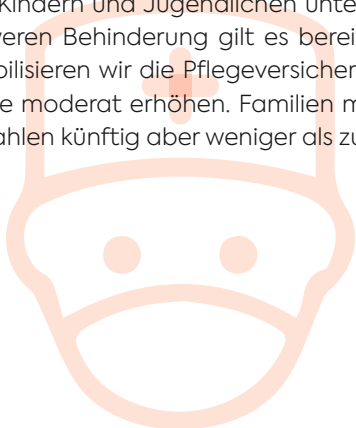 Kindern und Jugendlichen unte
weren Behinderung gilt es berei
bilisieren wir die Pflegeversicher
e moderat erhöhen. Familien m
ahlen künftig aber weniger als zu